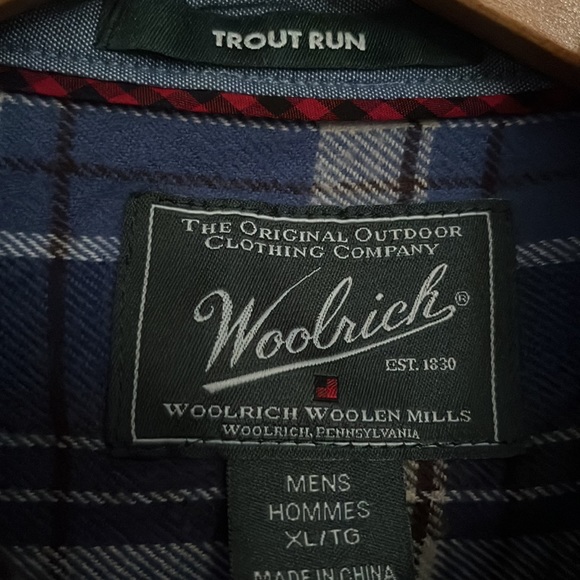 TROUT RUN
THE ORIGINAL OUTDOOR
CLOTHING COMPANY
Woolrich®
EST. 1830
WOOLRICH WOOLEN MILLS
WOOLRICH, PENNSYLVANIA
MENS
HOMMES
XL/TG
MADE IN CHINA